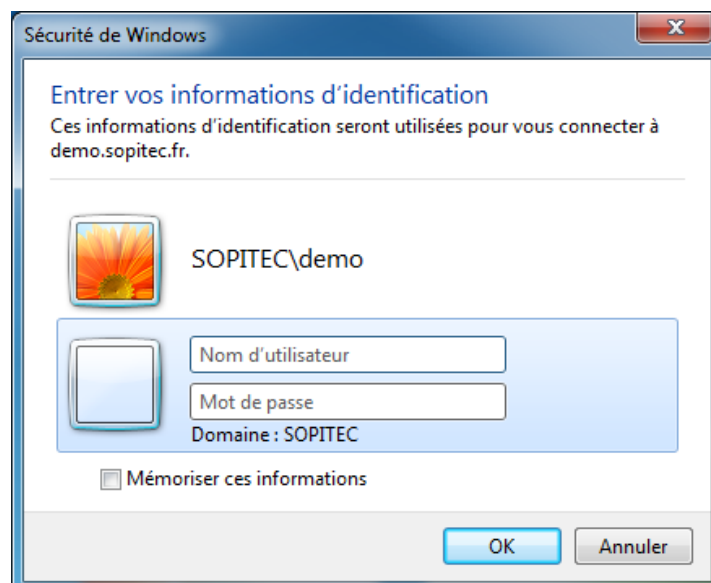 Sécurité de Windows
Entrer vos informations d'identification
Ces informations d'identification seront utilisées pour vous connecter à
demo.sopitec.fr.
SOPITEC\demo
Nom d'utilisateur
Mot de passe
Domaine : SOPITEC
Mémoriser ces informations
OK
Annuler